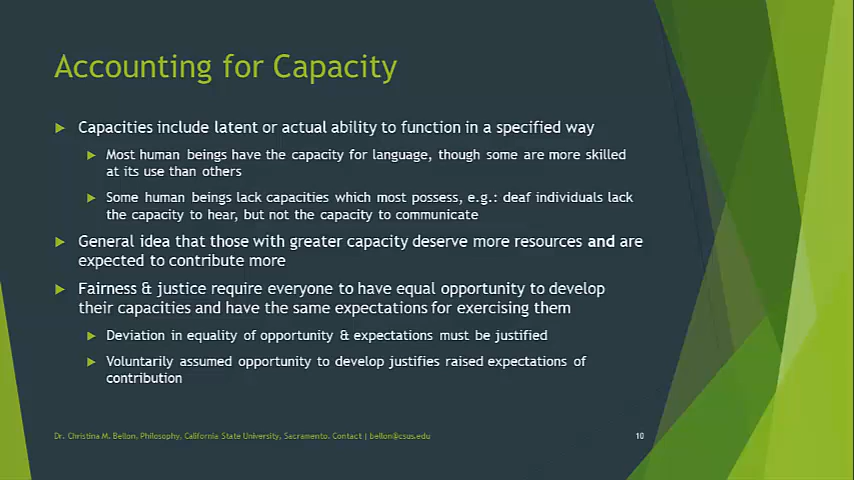 Accounting for Capacity
Capacities include latent or actual ability to function in a specified way
Most human beings have the capacity for language, though some are more skilled
at its use than others
Some human beings lack capacities which most possess, e.g.: deaf individuals lack
the capacity to hear, but not the capacity to communicate
General idea that those with greater capacity deserve more resources and are
expected to contribute more
Fairness & justice require everyone to have equal opportunity to develop
their capacities and have the same expectations for exercising them
Deviation in equality of opportunity & expectations must be justified
Voluntarily assumed opportunity to develop justifies raised expectations of
contribution
Dr. Christina M. Bellon, Philosophy, California State University, Sacramento. Contact | bellon@csus.edu
10